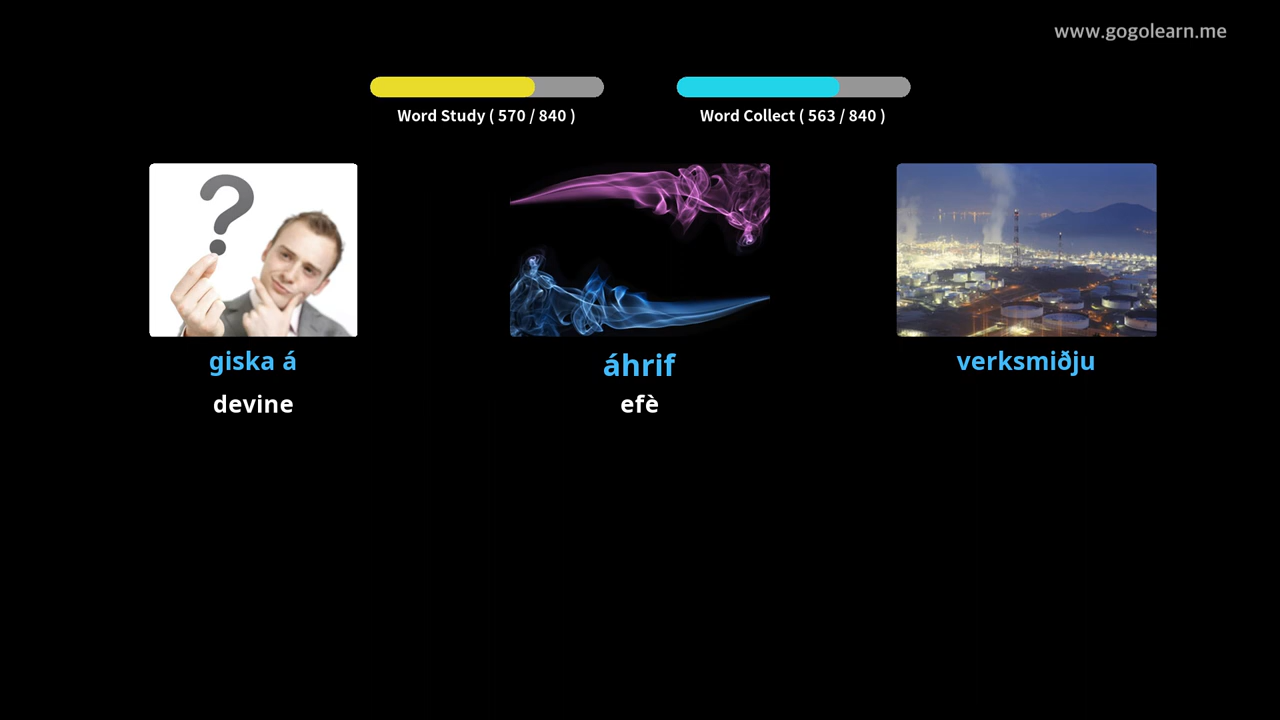 www.gogolearn.me
Word Study ( 570 / 840 )
Word Collect ( 563 / 840 )
?
giska á
áhrif
verksmiðju
devine
efè